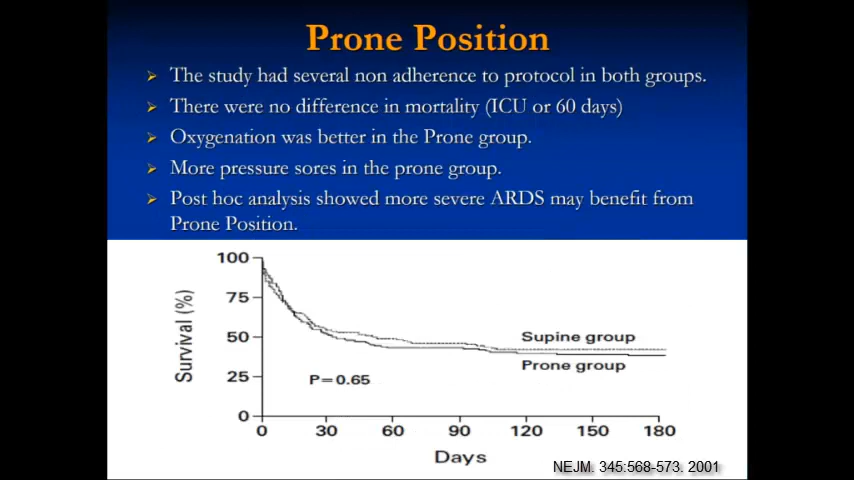 Prone Position
The study had several non adherence to protocol in both groups.
There were no difference in mortality (ICU or 60 days)
Oxygenation was better in the Prone group.
More pressure sores in the prone group.
Post hoc analysis showed more severe ARDS may benefit from
Prone Position.
100
75
50
25
0
Survival (%)
Supine group
Prone group
P=0.65
0 30 60 90 120 150 180
Days
NEJM. 345:568-573. 2001